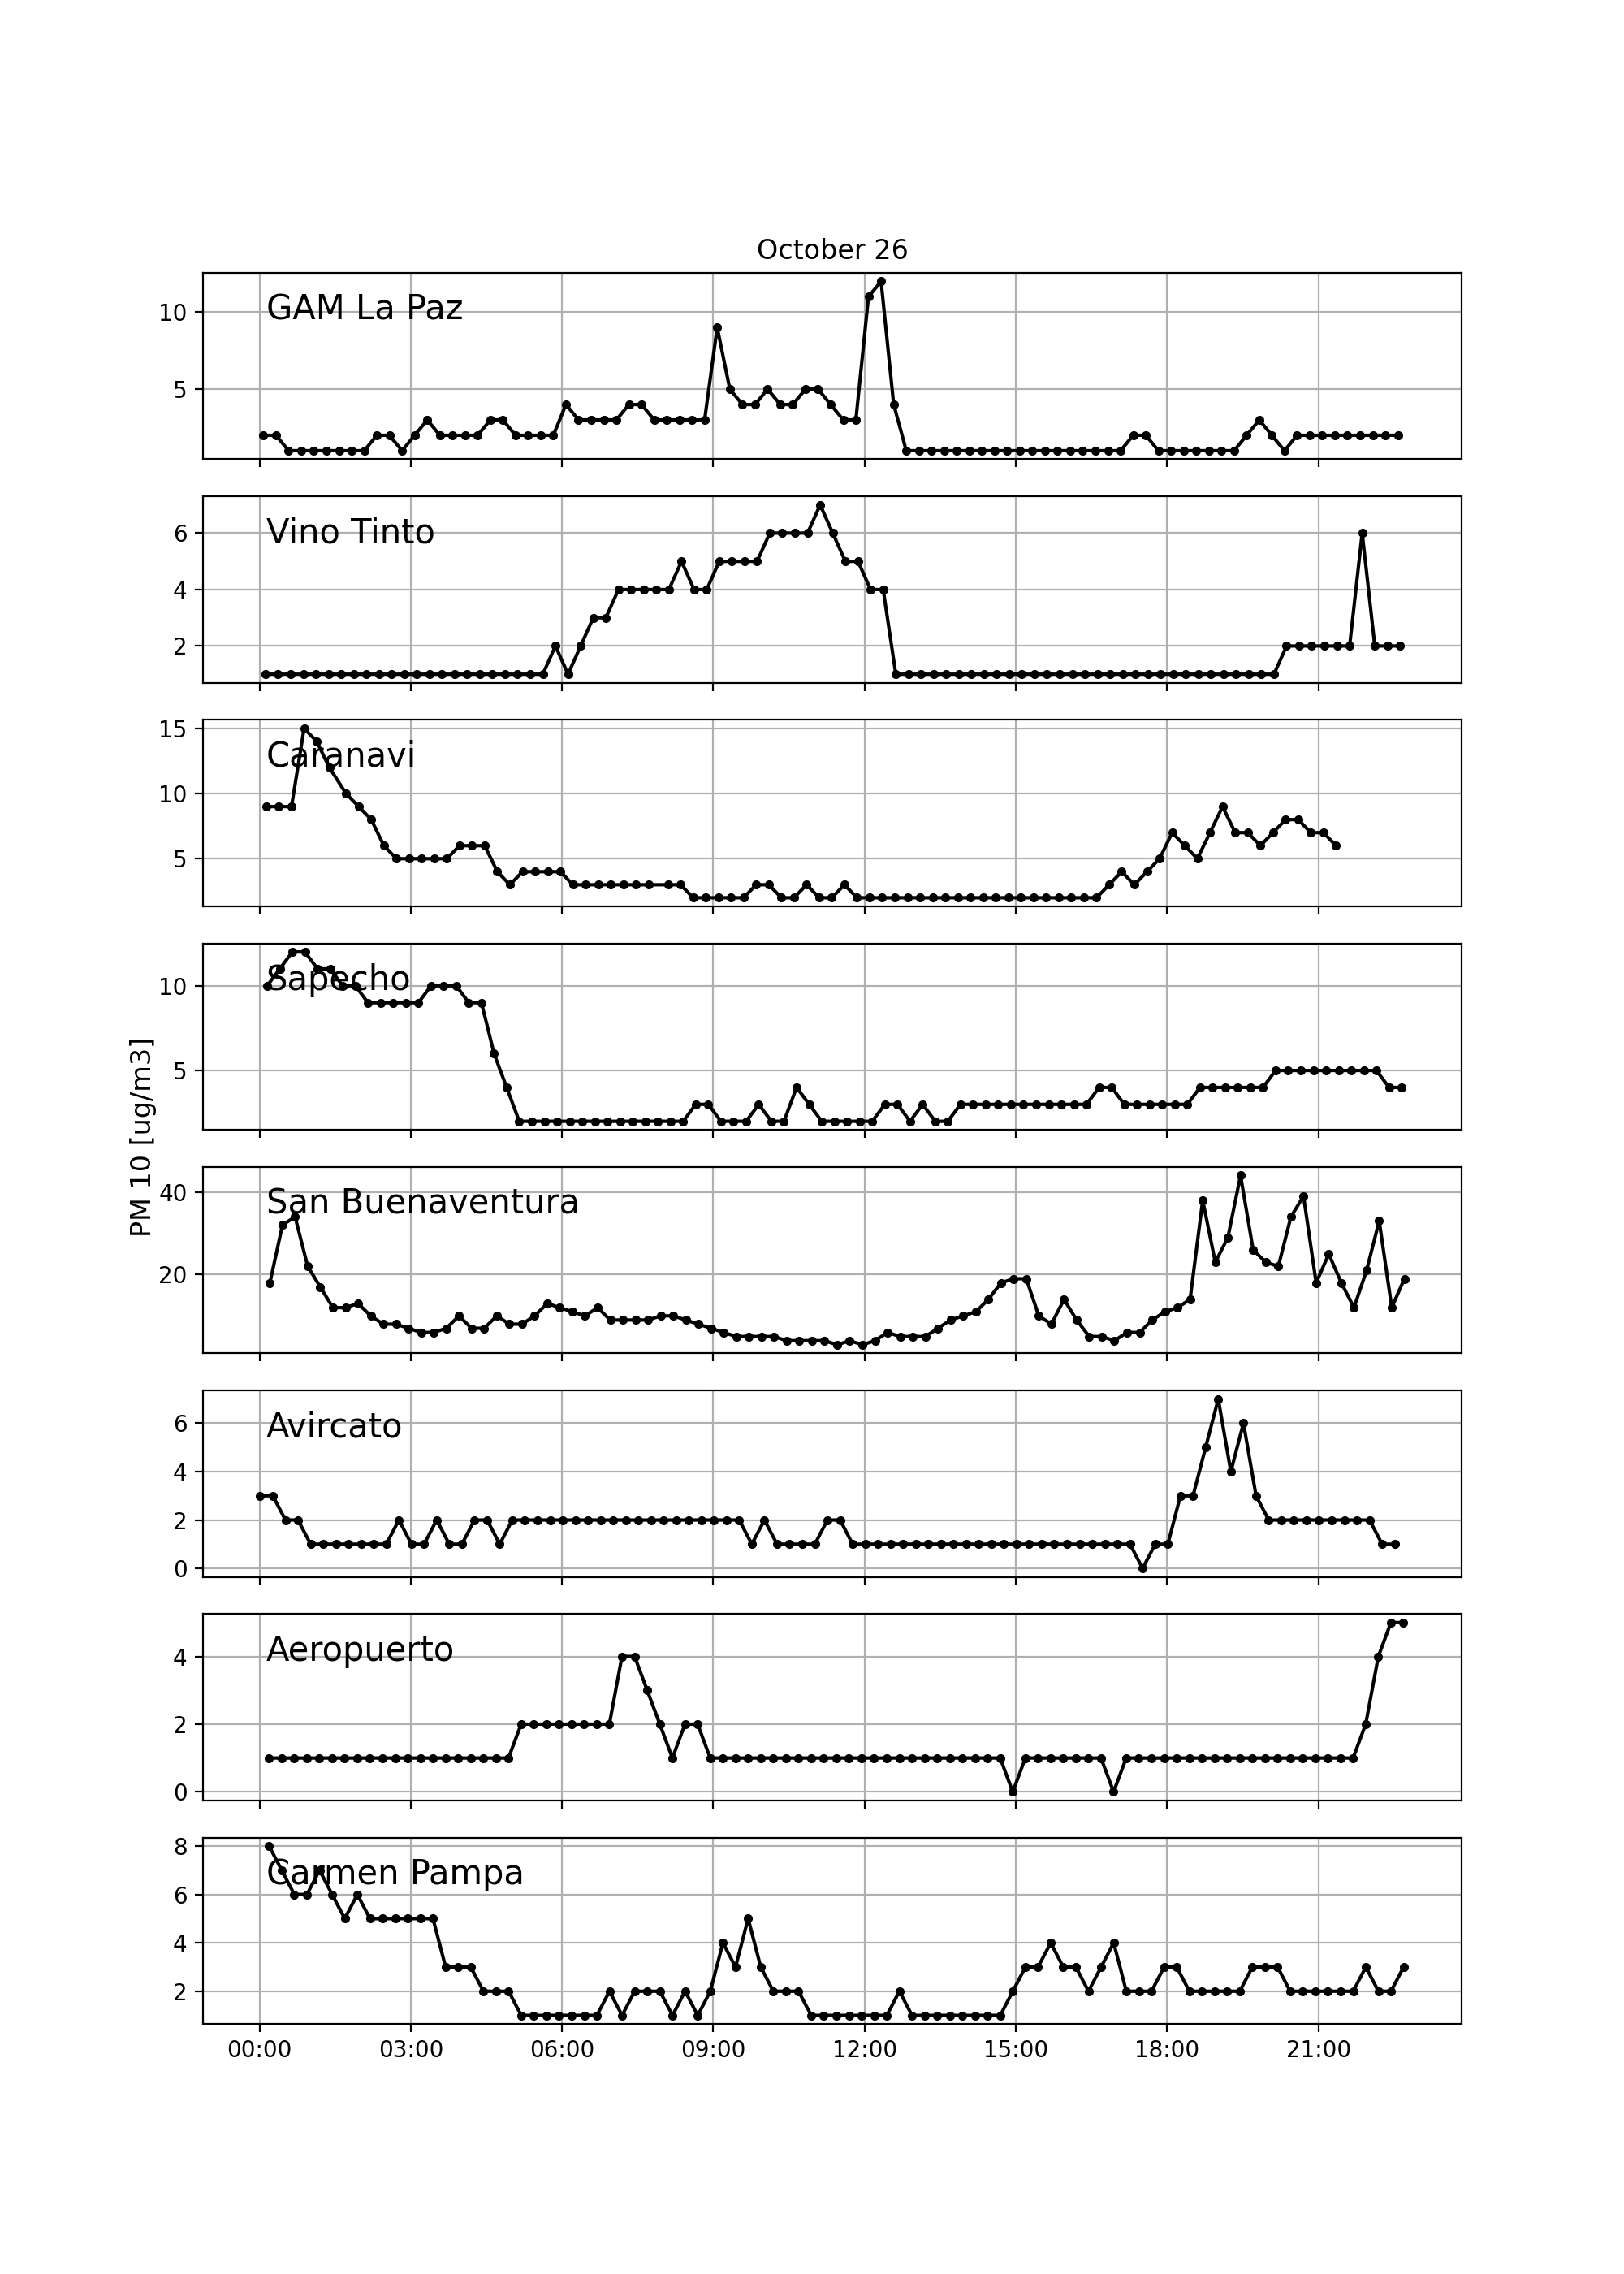 October 26
GAM La Paz
10
5
Vino Tinto
6
4
2
Caranavi
15
10
5
Sapecho
10
5
PM 10 [ug/m3]
San Buenaventura
40
20
Avircato
6
4
2
0
Aeropuerto
4
2
0
Carmen Pampa
8
6
4
2
00:00 03:00 06:00 09:00 12:00 15:00 18:00 21:00